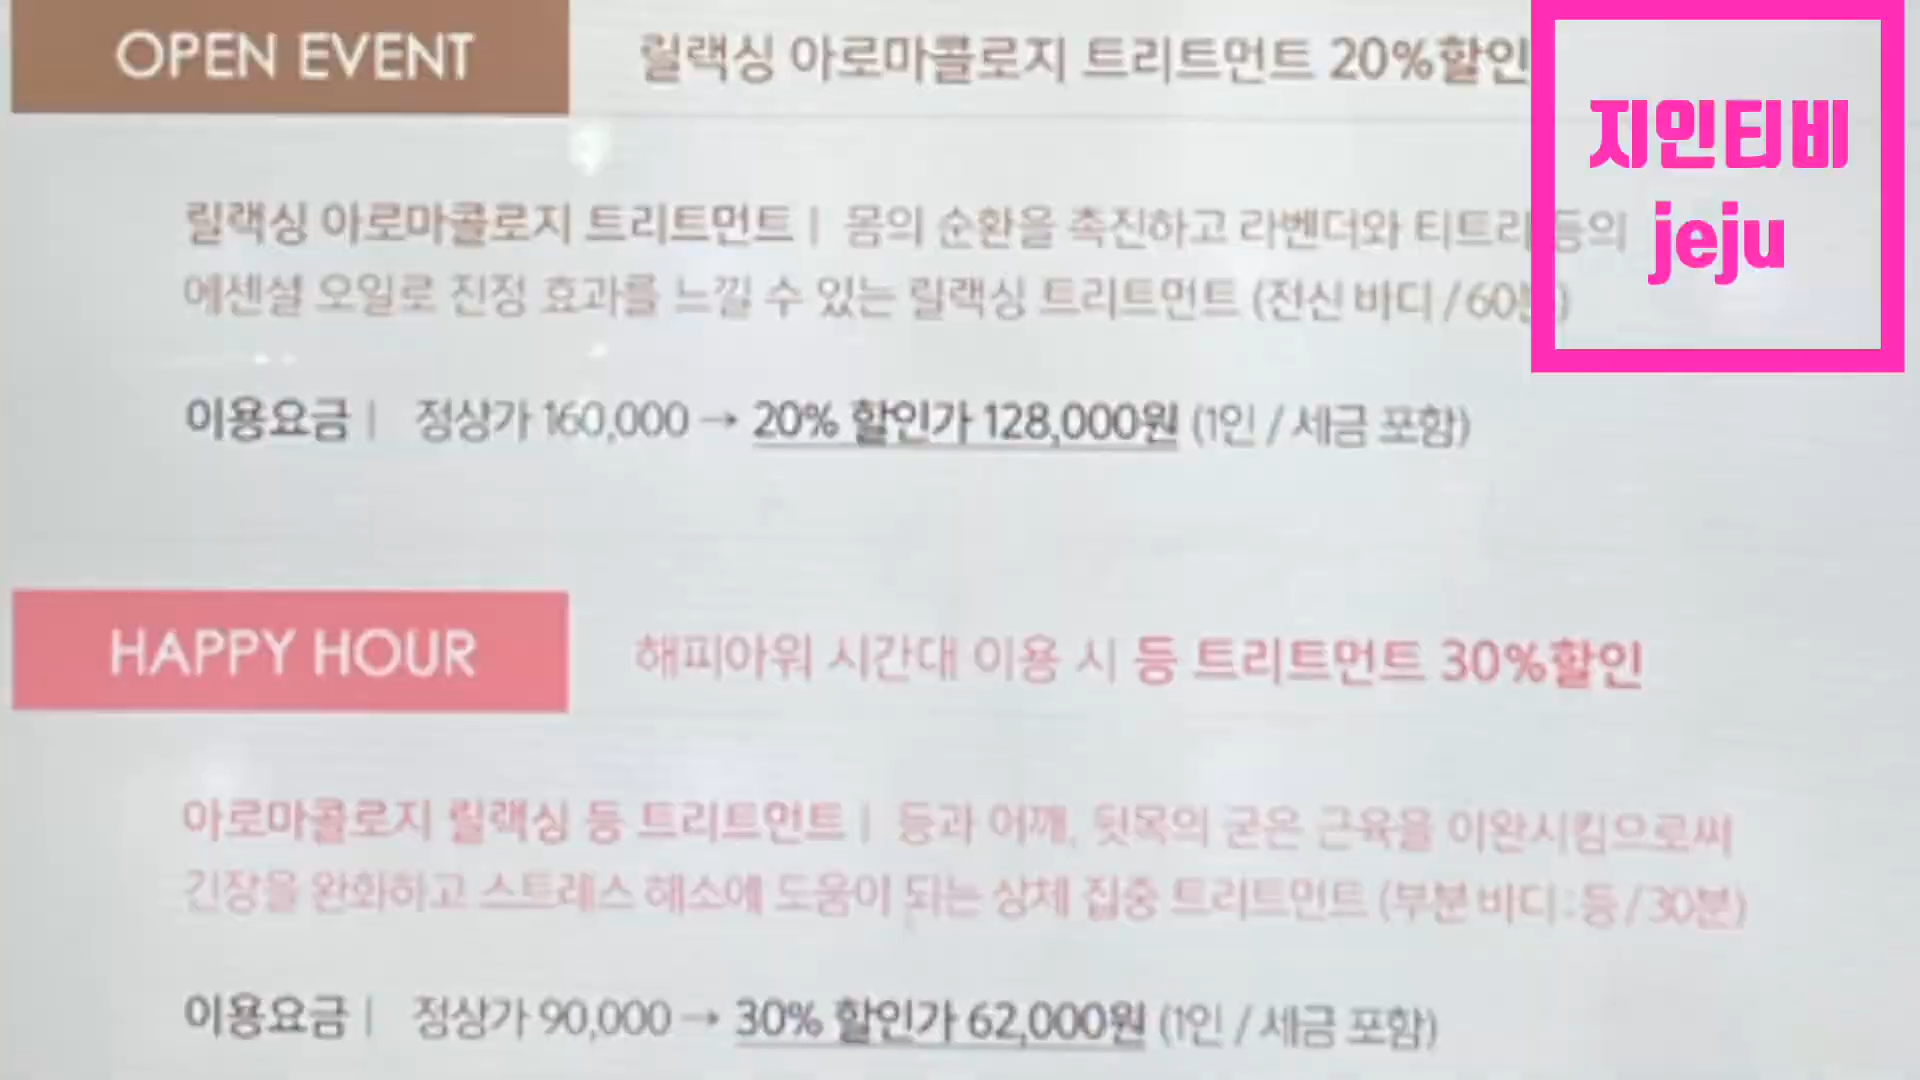 OPEN EVENT
릴랙싱 아로마콜로지 트리트먼트 20%할인
지인티비
jeju
릴랙싱 아로마콜로지 트리트먼트 | 몸의 순환을 촉진하고 라벤더와 티트리 등의
에센셜 오일로 진정 효과를 느낄 수 있는 릴랙싱 트리트먼트 (전신 바디 / 60분)
이용요금 | 정상가 160,000 → 20% 할인가 128,000원 (1인 / 세금 포함)
HAPPY HOUR
해피아워 시간대 이용 시 등 트리트먼트 30%할인
아로마콜로지 릴랙싱 등 트리트먼트 | 등과 어깨, 뒷목의 굳은 근육을 이완시킴으로써
긴장을 완화하고 스트레스 해소에 도움이 되는 상체 집중 트리트먼트 (부분 바디 : 등 / 30분)
이용요금 | 정상가 90,000 → 30% 할인가 62,000원 (1인 / 세금 포함)